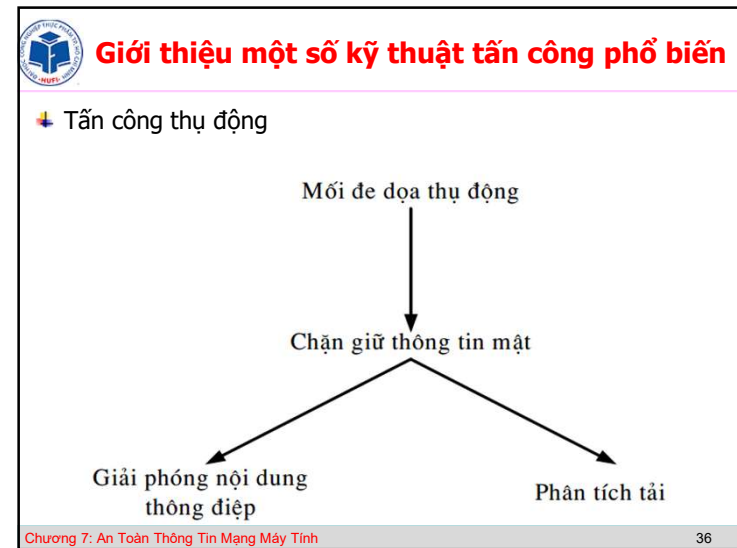 Giới thiệu một số kỹ thuật tấn công phổ biến
Tấn công thụ động
Mối đe dọa thụ động
Chặn giữ thông tin mật
Giải phóng nội dung
thông điệp
Phân tích tải
Chương 7: An Toàn Thông Tin Mạng Máy Tính
36